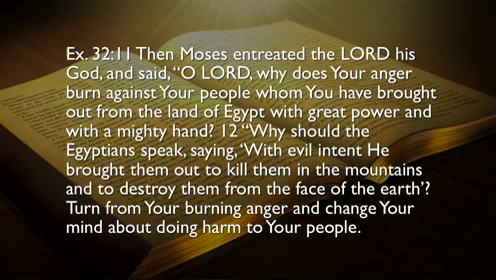 Ex. 32:11 Then Moses entreated the LORD his
God, and said, “O LORD, why does Your anger
burn against Your people whom You have brought
out from the land of Egypt with great power and
with a mighty hand? 12 “Why should the
Egyptians speak, saying, ‘With evil intent He
brought them out to kill them in the mountains
and to destroy them from the face of the earth’?
Turn from Your burning anger and change Your
mind about doing harm to Your people.